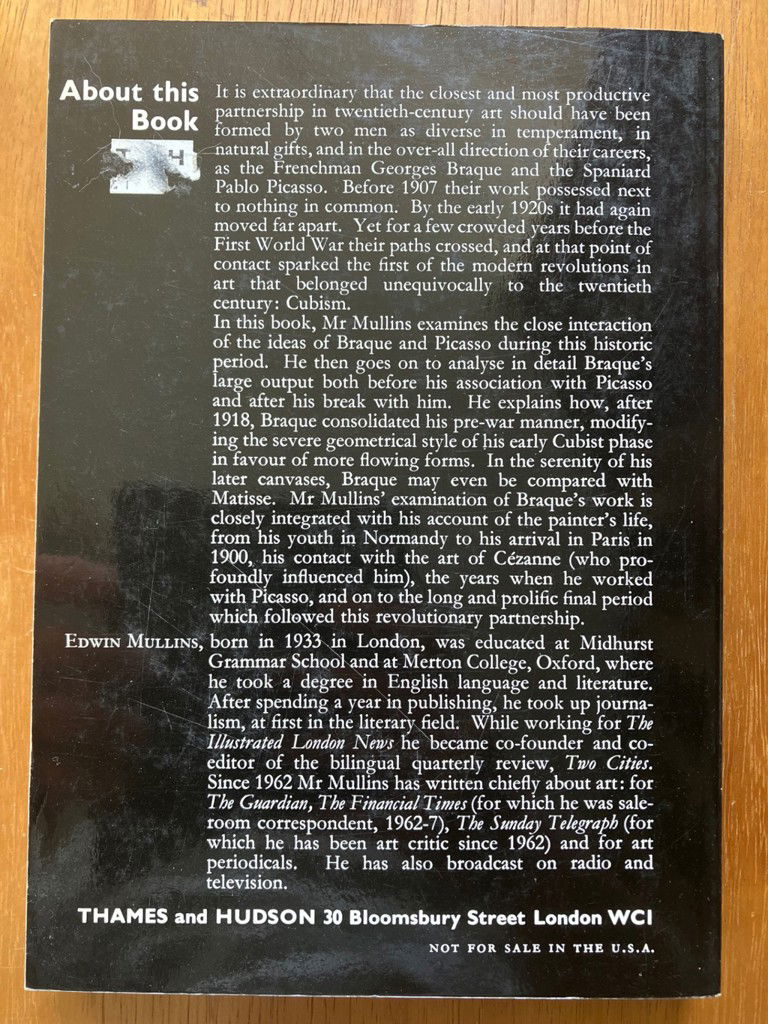 About this
Book
T H
It is extraordinary that the closest and most productive
partnership in twentieth-century art should have been
formed by two men as diverse in temperament, in
natural gifts, and in the over-all direction of their careers,
as the Frenchman Georges Braque and the Spaniard
Pablo Picasso. Before 1907 their work possessed next
to nothing in common. By the early 1920s it had again
moved far apart. Yet for a few crowded years before the
First World War their paths crossed, and at that point of
contact sparked the first of the modern revolutions in
art that belonged unequivocally to the twentieth
century: Cubism.
In this book, Mr Mullins examines the close interaction
of the ideas of Braque and Picasso during this historic
period. He then goes on to analyse in detail Braque's
large output both before his association with Picasso
and after his break with him. He explains how, after
1918, Braque consolidated his pre-war manner, modify-
ing the severe geometrical style of his early Cubist phase
in favour of more flowing forms. In the serenity of his
later canvases, Braque may even be compared with
Matisse. Mr Mullins' examination of Braque's work is
closely integrated with his account of the painter's life,
from his youth in Normandy to his arrival in Paris in
1900, his contact with the art of Cézanne (who pro-
foundly influenced him), the years when he worked
with Picasso, and on to the long and prolific final period
which followed this revolutionary partnership.
EDWIN MULLINS, born in 1933 in London, was educated at Midhurst
Grammar School and at Merton College, Oxford, where
he took a degree in English language and literature.
After spending a year in publishing, he took up journa-
lism, at first in the literary field. While working for The
Illustrated London News he became co-founder and co-
editor of the bilingual quarterly review, Two Cities.
Since 1962 Mr Mullins has written chiefly about art: for
The Guardian, The Financial Times (for which he was sale-
room correspondent, 1962-7), The Sunday Telegraph (for
which he has been art critic since 1962) and for art
periodicals. He has also broadcast on radio and
television.
THAMES and HUDSON 30 Bloomsbury Street London WC1
NOT FOR SALE IN THE U.S.A.